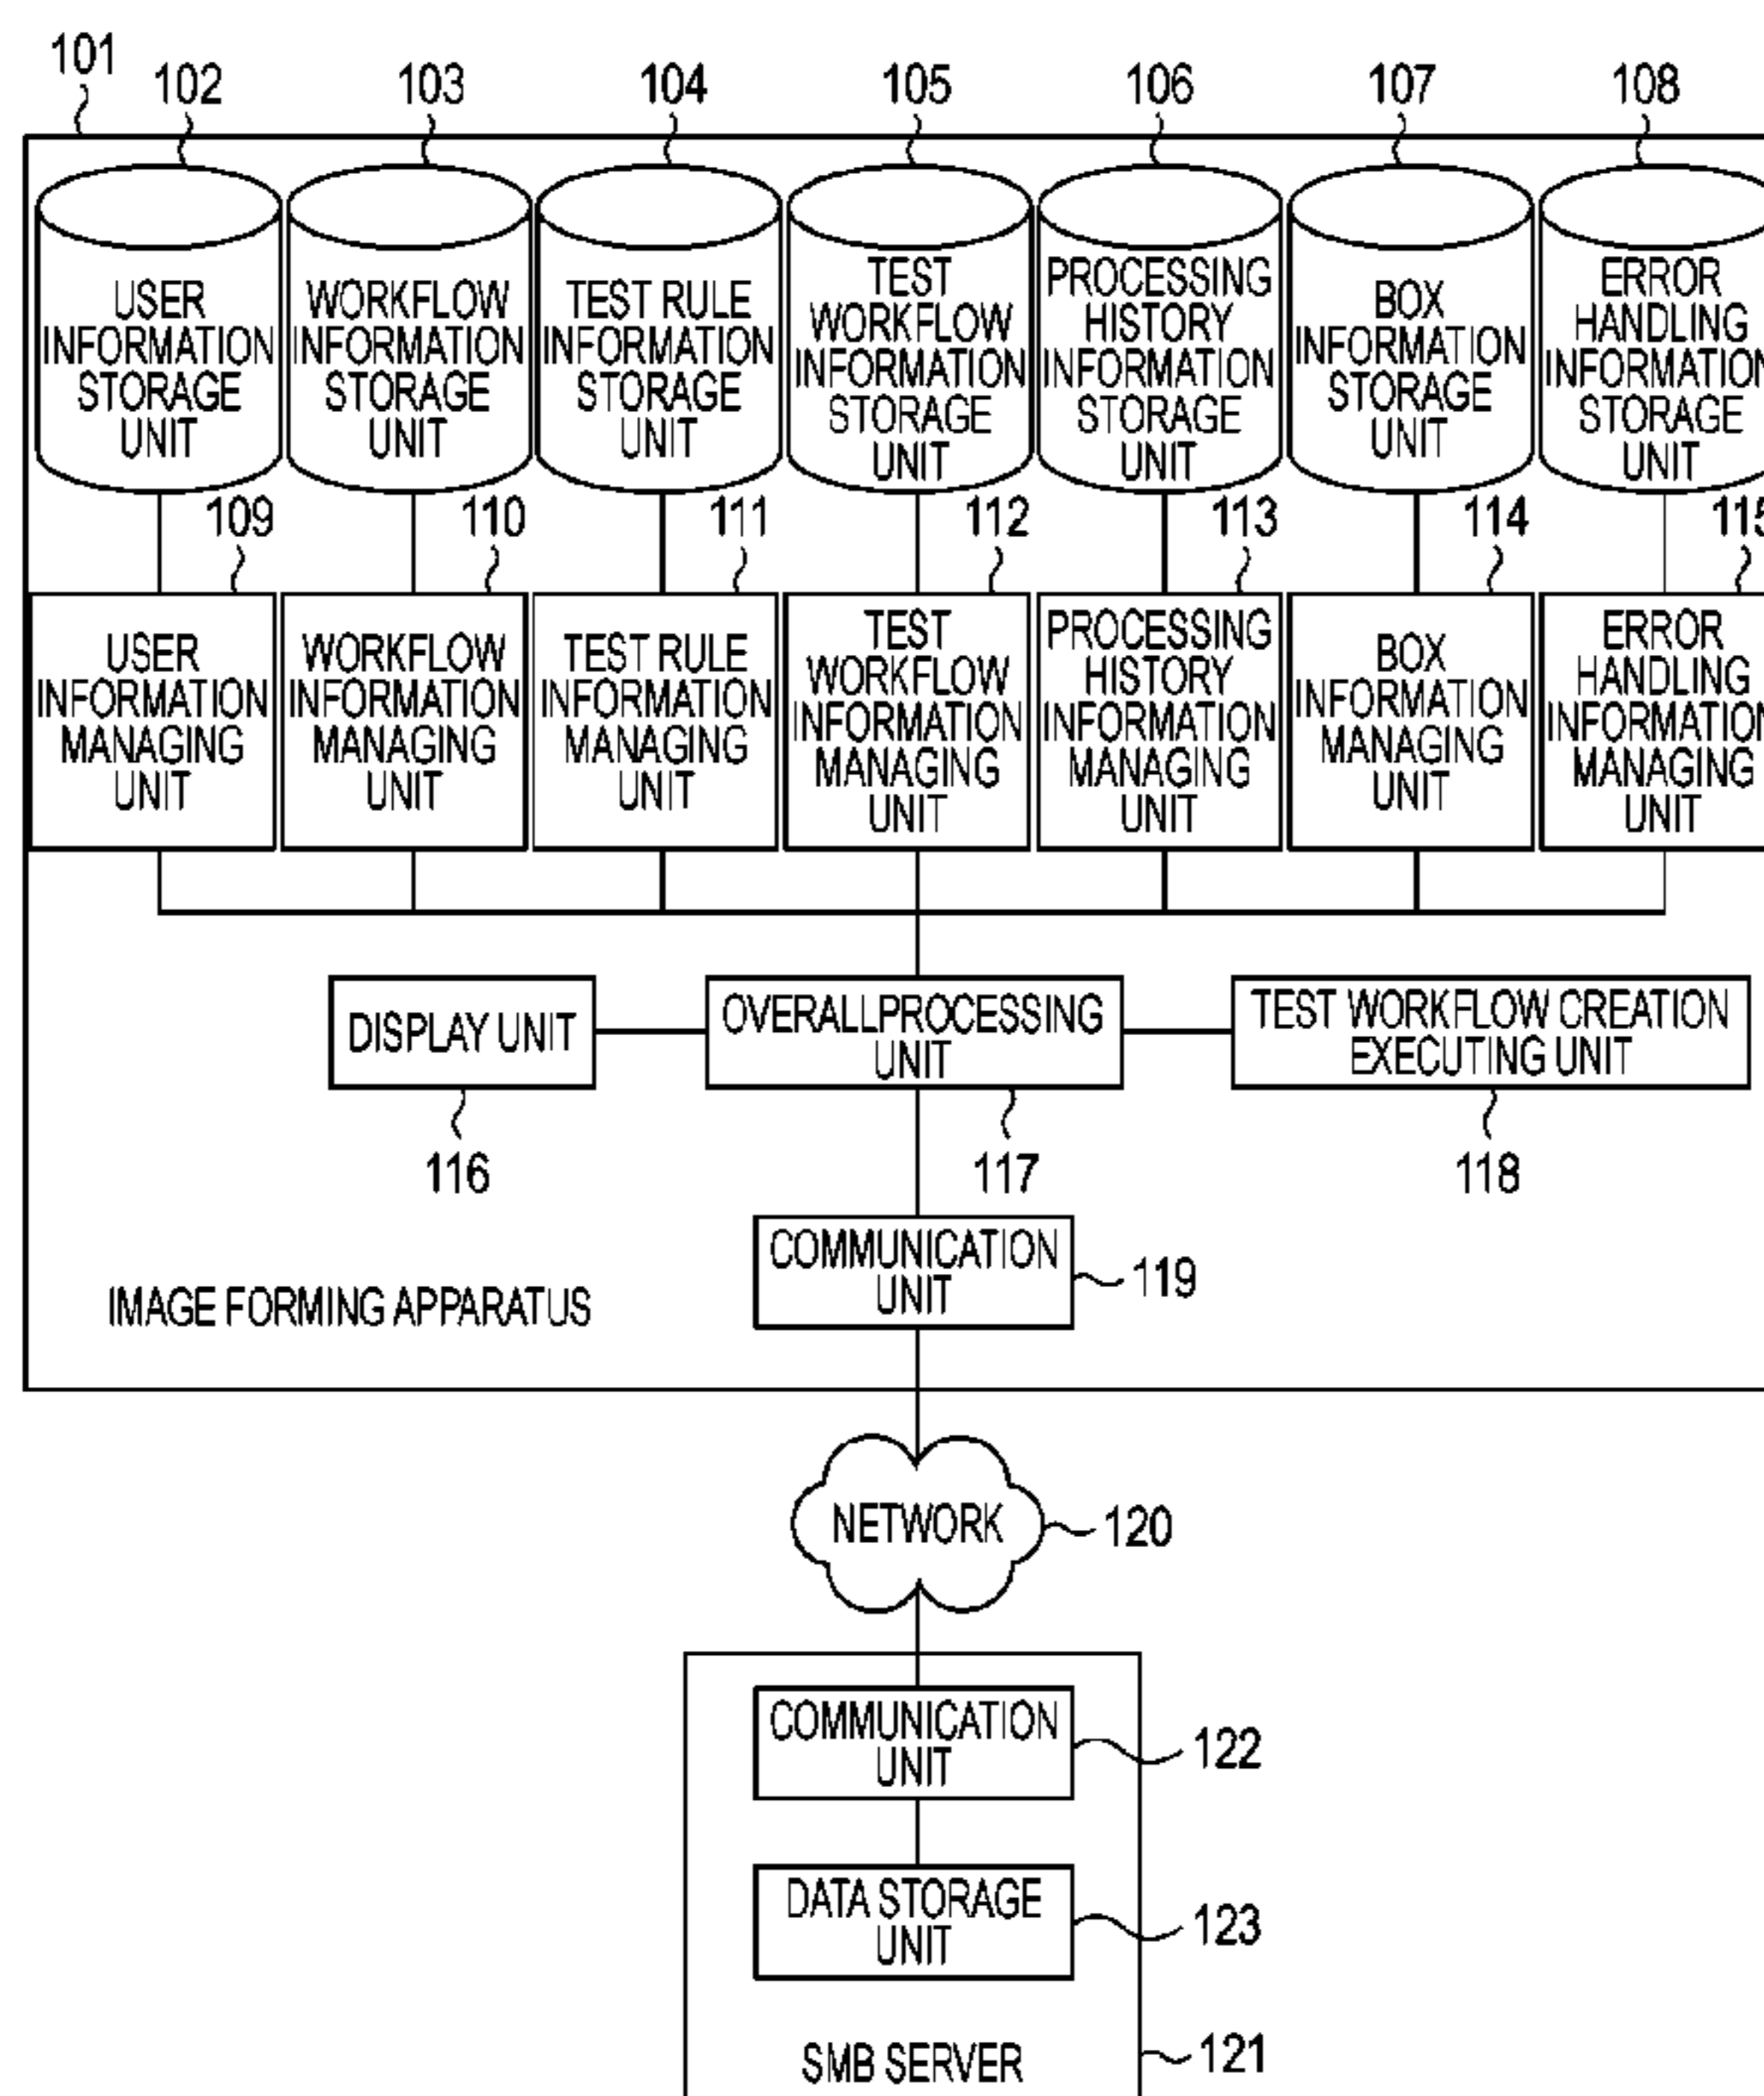 101
102
103
104
105
106
107
108
USER
INFORMATION
STORAGE
UNIT
WORKFLOW
INFORMATION
STORAGE
UNIT
TEST RULE
INFORMATION
STORAGE
UNIT
TEST
WORKFLOW
INFORMATION
STORAGE
UNIT
PROCESSING
HISTORY
INFORMATION
STORAGE
UNIT
BOX
INFORMATION
STORAGE
UNIT
ERROR
HANDLING
INFORMATION
STORAGE
UNIT
109
110
111
112
113
114
115
USER
INFORMATION
MANAGING
UNIT
WORKFLOW
INFORMATION
MANAGING
UNIT
TEST RULE
INFORMATION
MANAGING
UNIT
TEST
WORKFLOW
INFORMATION
MANAGING
UNIT
PROCESSING
HISTORY
INFORMATION
MANAGING
UNIT
BOX
INFORMATION
MANAGING
UNIT
ERROR
HANDLING
INFORMATION
MANAGING
UNIT
DISPLAY UNIT
OVERALLPROCESSING
UNIT
TEST WORKFLOW CREATION
EXECUTING UNIT
116
117
118
COMMUNICATION
UNIT
119
IMAGE FORMING APPARATUS
NETWORK
120
COMMUNICATION
UNIT
122
DATA STORAGE
UNIT
123
SMB SERVER
121